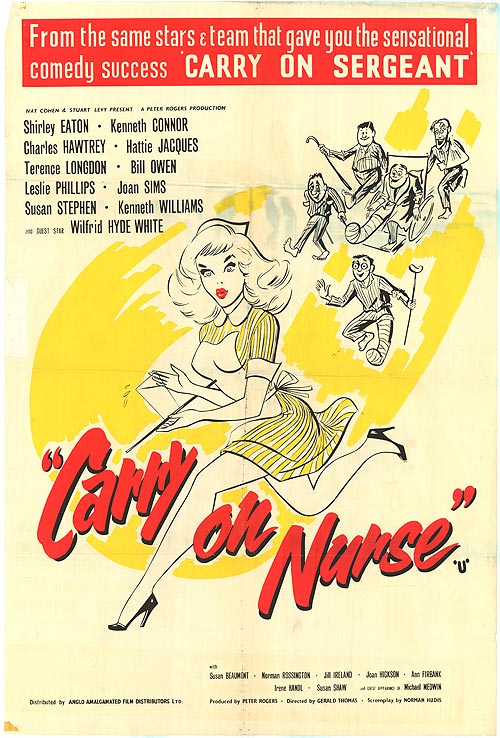 From the same stars & team that gave you the sensational
comedy success 'CARRY ON SERGEANT'
NAT COHEN & STUART LEVY PRESENT A PETER ROGERS PRODUCTION
Shirley EATON · Kenneth CONNOR
Charles HAWTREY · Hattie JACQUES
Terence LONGDON · Bill OWEN
Leslie PHILLIPS · Joan SIMS
Susan STEPHEN · Kenneth WILLIAMS
AND GUEST STAR Wilfrid HYDE WHITE
"Carry on Nurse"
'U'
with
Susan BEAUMONT · Norman ROSSINGTON · Jill IRELAND · Joan HICKSON · Ann FIRBANK
Irene HANDL · Susan SHAW AND GUEST APPEARANCE OF Michael MEDWIN
Distributed by ANGLO AMALGAMATED FILM DISTRIBUTORS LTD. Produced by PETER ROGERS · Directed by GERALD THOMAS · Screenplay by NORMAN HUDIS